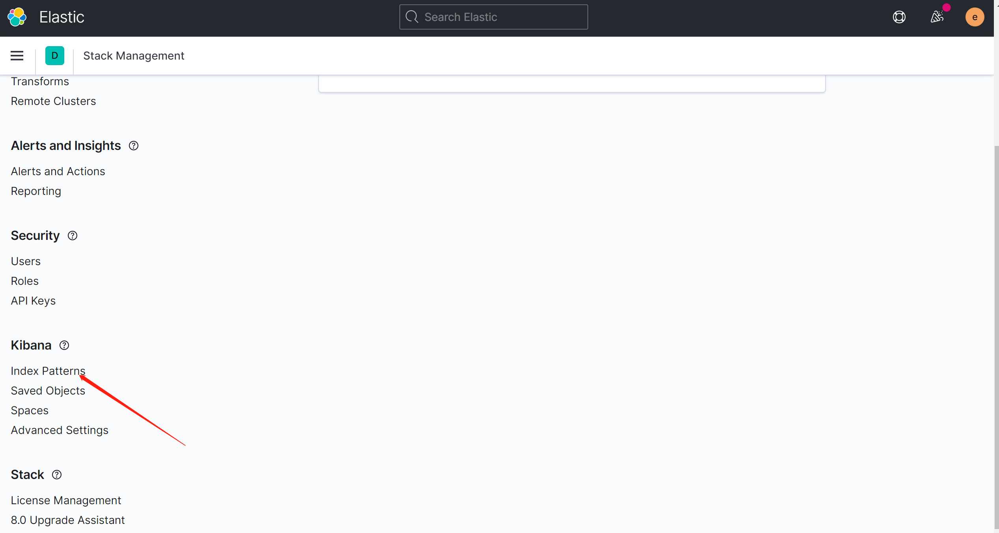 Elastic
Search Elastic
e
D
Stack Management
Transforms
Remote Clusters
Alerts and Insights
Alerts and Actions
Reporting
Security
Users
Roles
API Keys
Kibana
Index Patterns
Saved Objects
Spaces
Advanced Settings
Stack
License Management
8.0 Upgrade Assistant